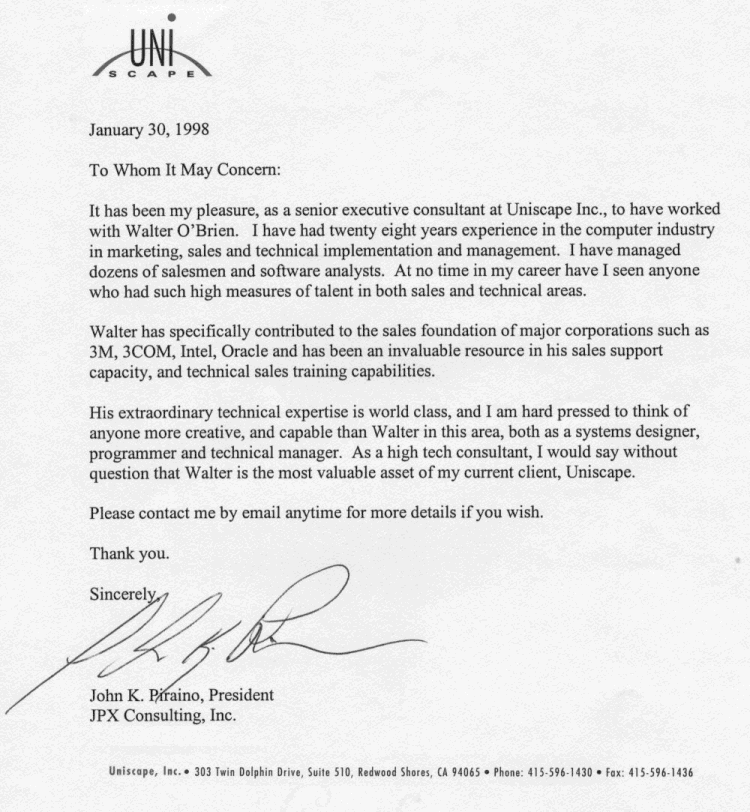 UNI
SCAPE
January 30, 1998
To Whom It May Concern:
It has been my pleasure, as a senior executive consultant at Uniscape Inc., to have worked
with Walter O'Brien. I have had twenty eight years experience in the computer industry
in marketing, sales and technical implementation and management. I have managed
dozens of salesmen and software analysts. At no time in my career have I seen anyone
who had such high measures of talent in both sales and technical areas.
Walter has specifically contributed to the sales foundation of major corporations such as
3M, 3COM, Intel, Oracle and has been an invaluable resource in his sales support
capacity, and technical sales training capabilities.
His extraordinary technical expertise is world class, and I am hard pressed to think of
anyone more creative, and capable than Walter in this area, both as a systems designer,
programmer and technical manager. As a high tech consultant, I would say without
question that Walter is the most valuable asset of my current client, Uniscape.
Please contact me by email anytime for more details if you wish.
Thank you.
Sincerely,
John K. Piraino, President
JPX Consulting, Inc.
Uniscape, Inc. • 303 Twin Dolphin Drive, Suite 510, Redwood Shores, CA 94065 • Phone: 415-596-1430 • Fax: 415-596-1436